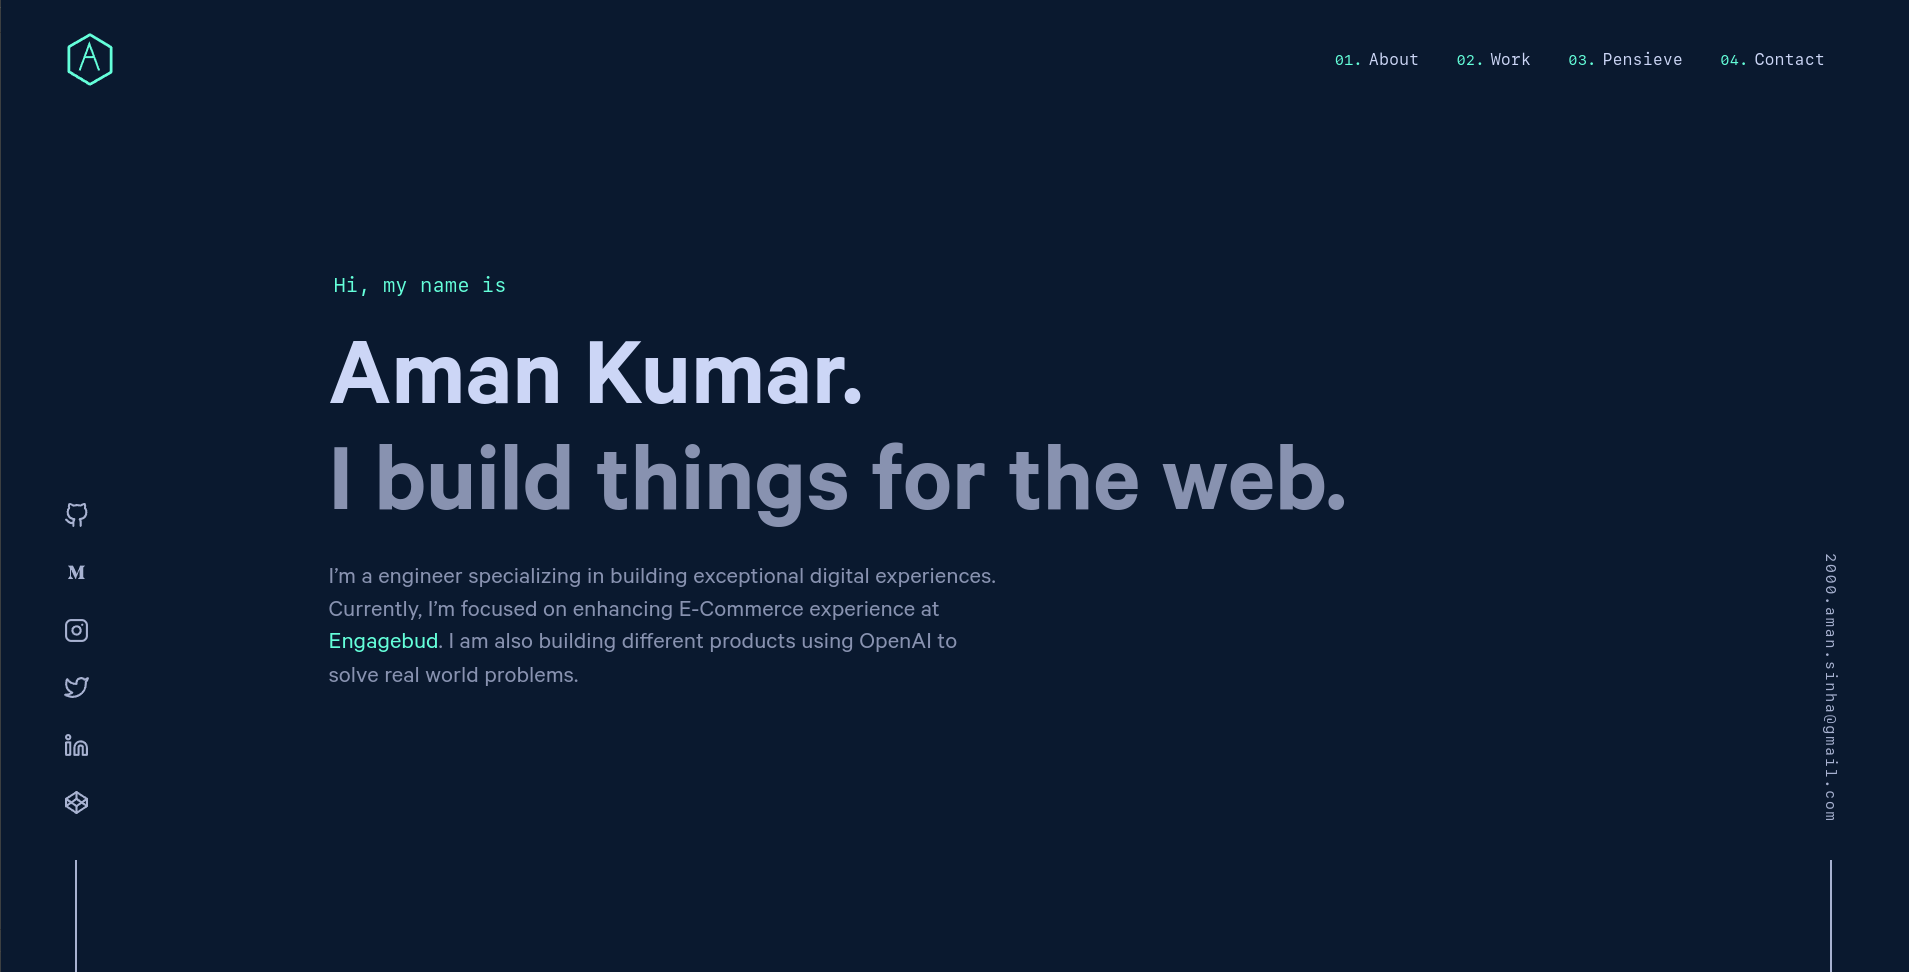 A
01. About 02. Work 03. Pensieve 04. Contact
Hi, my name is
Aman Kumar.
I build things for the web.
I’m a engineer specializing in building exceptional digital experiences.
Currently, I’m focused on enhancing E-Commerce experience at
Engagebud. I am also building different products using OpenAI to
solve real world problems.
M
in
2000.aman.sinha@gmail.com